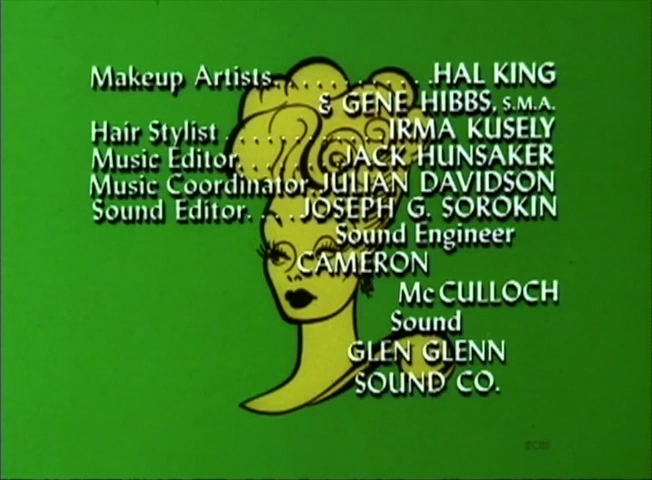 Makeup Artists. . . . . . . . . . .HAL KING
& GENE HIBBS, S.M.A.
Hair Stylist . . . . . . . . . . IRMA KUSELY
Music Editor. . . . . . . JACK HUNSAKER
Music Coordinator JULIAN DAVIDSON
Sound Editor. . . . JOSEPH G. SOROKIN
Sound Engineer
CAMERON
McCULLOCH
Sound
GLEN GLENN
SOUND CO.